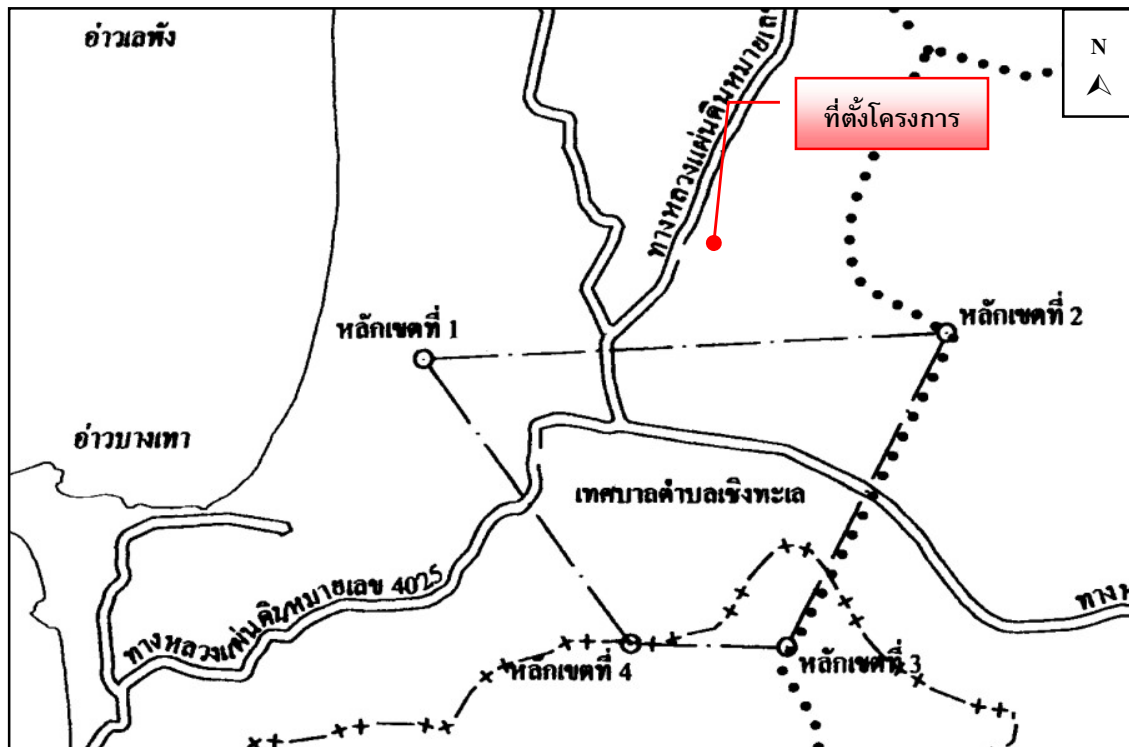 อ่าวเลพัง
N
ทางหลวงแผ่นดินหมายเล
ที่ตั้งโครงการ
หลักเขตที่ 1
หลักเขตที่ 2
อ่าวบางเทา
เทศบาลตำบลเชิงทะเล
ทางหลวงแผ่นดินหมายเลข 4025
ทางห
หลักเขตที่ 4
หลักเขตที่ 3